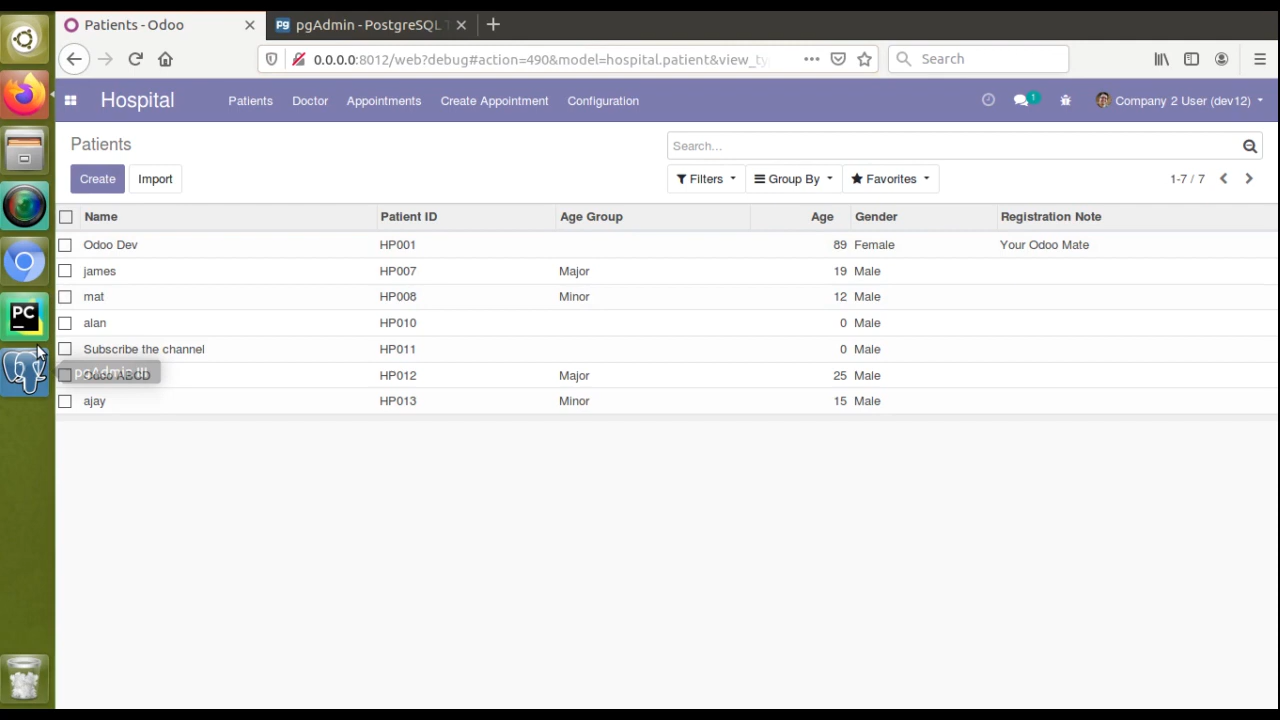 Patients - Odoo
pgAdmin - PostgreSQL T
0.0.0.0:8012/web?debug#action=490&model=hospital.patient&view_ty
Search
Hospital Patients Doctor Appointments Create Appointment Configuration 1 Company 2 User (dev12)
Patients
Search...
Create Import Filters Group By Favorites 1-7 / 7
Name Patient ID Age Group Age Gender Registration Note
Odoo Dev HP001 89 Female Your Odoo Mate
james HP007 Major 19 Male
mat HP008 Minor 12 Male
alan HP010 0 Male
Subscribe the channel HP011 0 Male
pgAdmin III
HP012 Major 25 Male
ajay HP013 Minor 15 Male
PC